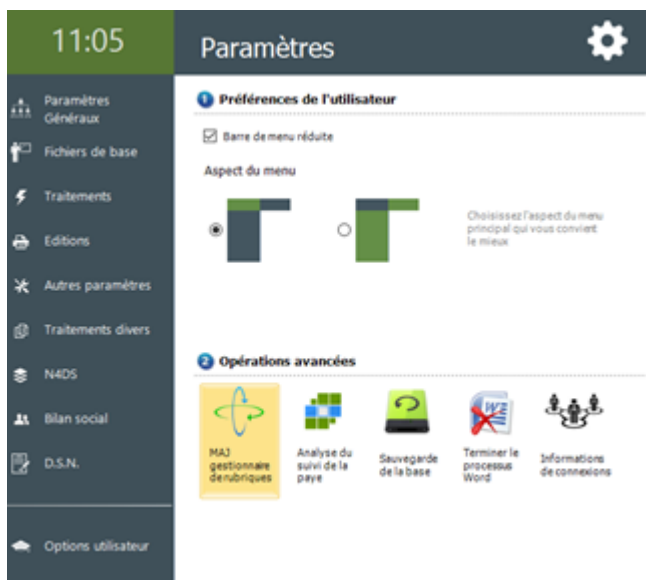 11:05
Paramètres
Paramètres
Généraux
Fichiers de base
Traitements
Editions
Autres paramètres
Traitements divers
N4DS
Bilan social
D.S.N.
Options utilisateur
1 Préférences de l'utilisateur
Barre de menu réduite
Aspect du menu
Choisissez l'aspect du menu
principal qui vous convient
le mieux
2 Opérations avancées
MAJ
gestionnaire
de rubriques
Analyse du
suivi de la
paye
Sauvegarde
de la base
Terminer le
processus
Word
Informations
de connexions